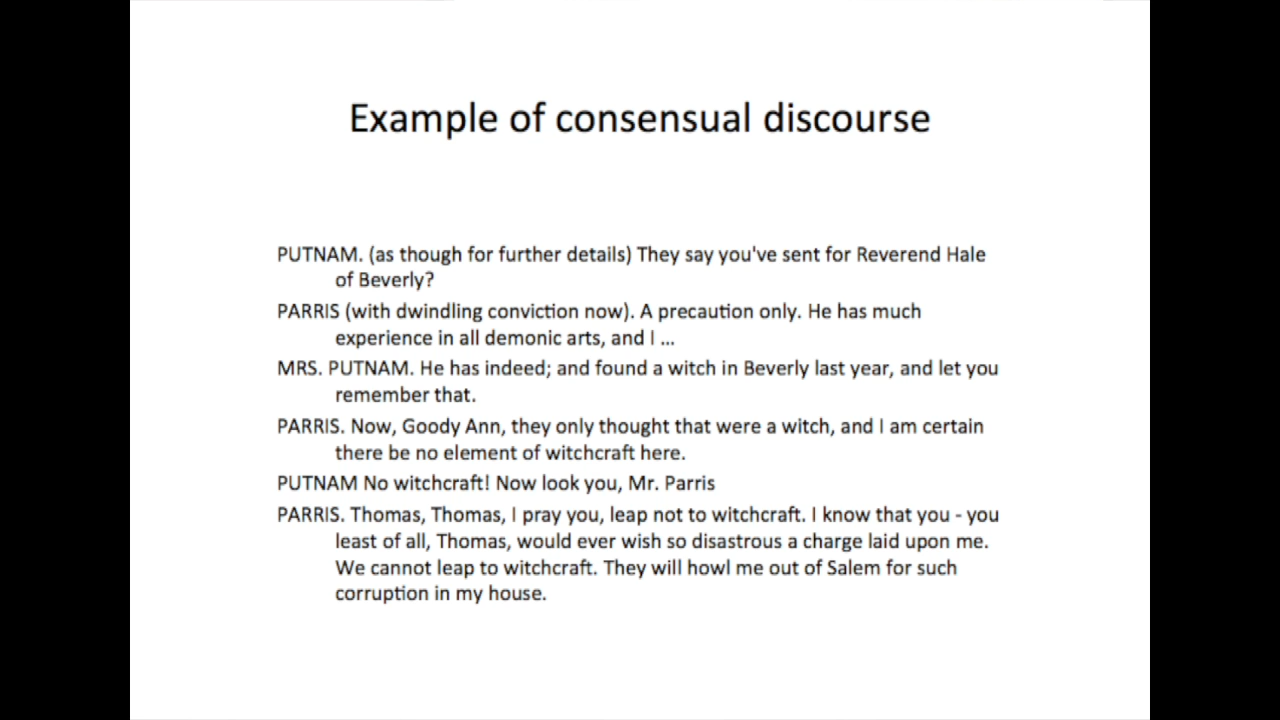 Example of consensual discourse
PUTNAM. (as though for further details) They say you've sent for Reverend Hale
of Beverly?
PARRIS (with dwindling conviction now). A precaution only. He has much
experience in all demonic arts, and I ...
MRS. PUTNAM. He has indeed; and found a witch in Beverly last year, and let you
remember that.
PARRIS. Now, Goody Ann, they only thought that were a witch, and I am certain
there be no element of witchcraft here.
PUTNAM No witchcraft! Now look you, Mr. Parris
PARRIS. Thomas, Thomas, I pray you, leap not to witchcraft. I know that you - you
least of all, Thomas, would ever wish so disastrous a charge laid upon me.
We cannot leap to witchcraft. They will howl me out of Salem for such
corruption in my house.